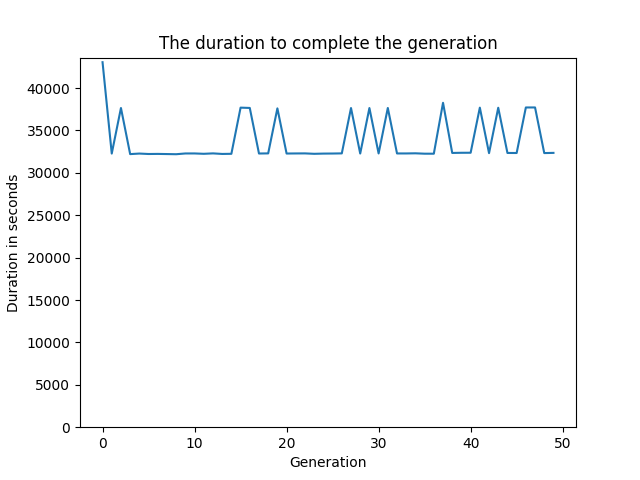 The duration to complete the generation
40000
35000
30000
25000
20000
15000
10000
5000
0
Duration in seconds
0 10 20 30 40 50
Generation